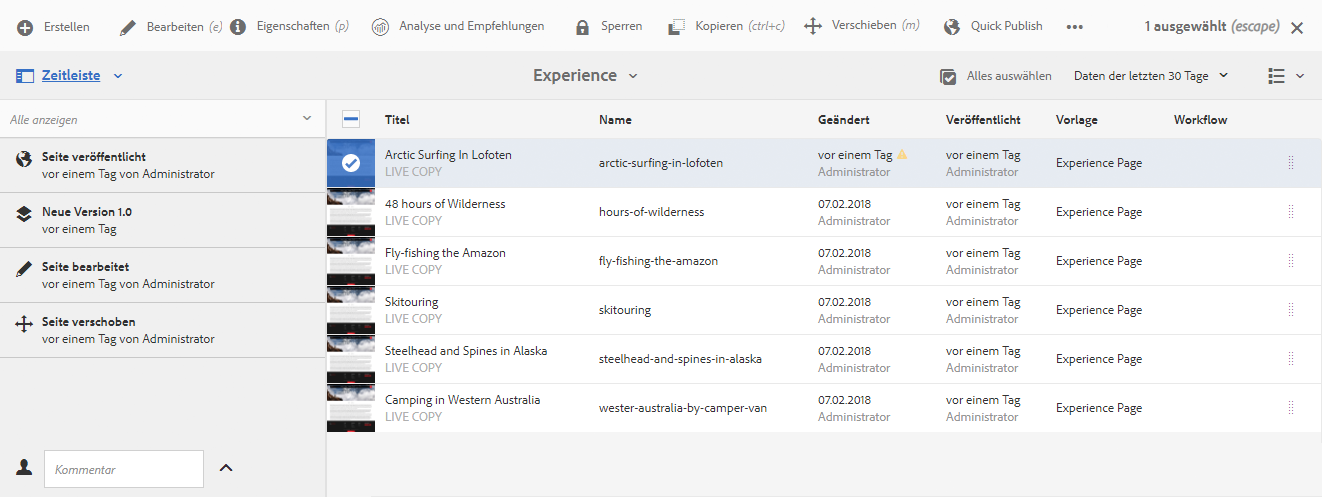 Erstellen Bearbeiten (e) Eigenschaften (p) Analyse und Empfehlungen Sperren Kopieren (ctrl+c) Verschieben (m) Quick Publish ••• 1 ausgewählt (escape)
Zeitleiste Experience Alles auswählen Daten der letzten 30 Tage
Alle anzeigen
Seite veröffentlicht
vor einem Tag von Administrator
Neue Version 1.0
vor einem Tag
Seite bearbeitet
vor einem Tag von Administrator
Seite verschoben
vor einem Tag von Administrator
Kommentar
Titel Name Geändert Veröffentlicht Vorlage Workflow
Arctic Surfing In Lofoten arctic-surfing-in-lofoten vor einem Tag vor einem Tag Experience Page
LIVE COPY Administrator Administrator
48 hours of Wilderness hours-of-wilderness 07.02.2018 vor einem Tag Experience Page
LIVE COPY Administrator Administrator
Fly-fishing the Amazon fly-fishing-the-amazon 07.02.2018 vor einem Tag Experience Page
LIVE COPY Administrator Administrator
Skitouring skitouring 07.02.2018 vor einem Tag Experience Page
LIVE COPY Administrator Administrator
Steelhead and Spines in Alaska steelhead-and-spines-in-alaska 07.02.2018 vor einem Tag Experience Page
LIVE COPY Administrator Administrator
Camping in Western Australia wester-australia-by-camper-van 07.02.2018 vor einem Tag Experience Page
LIVE COPY Administrator Administrator